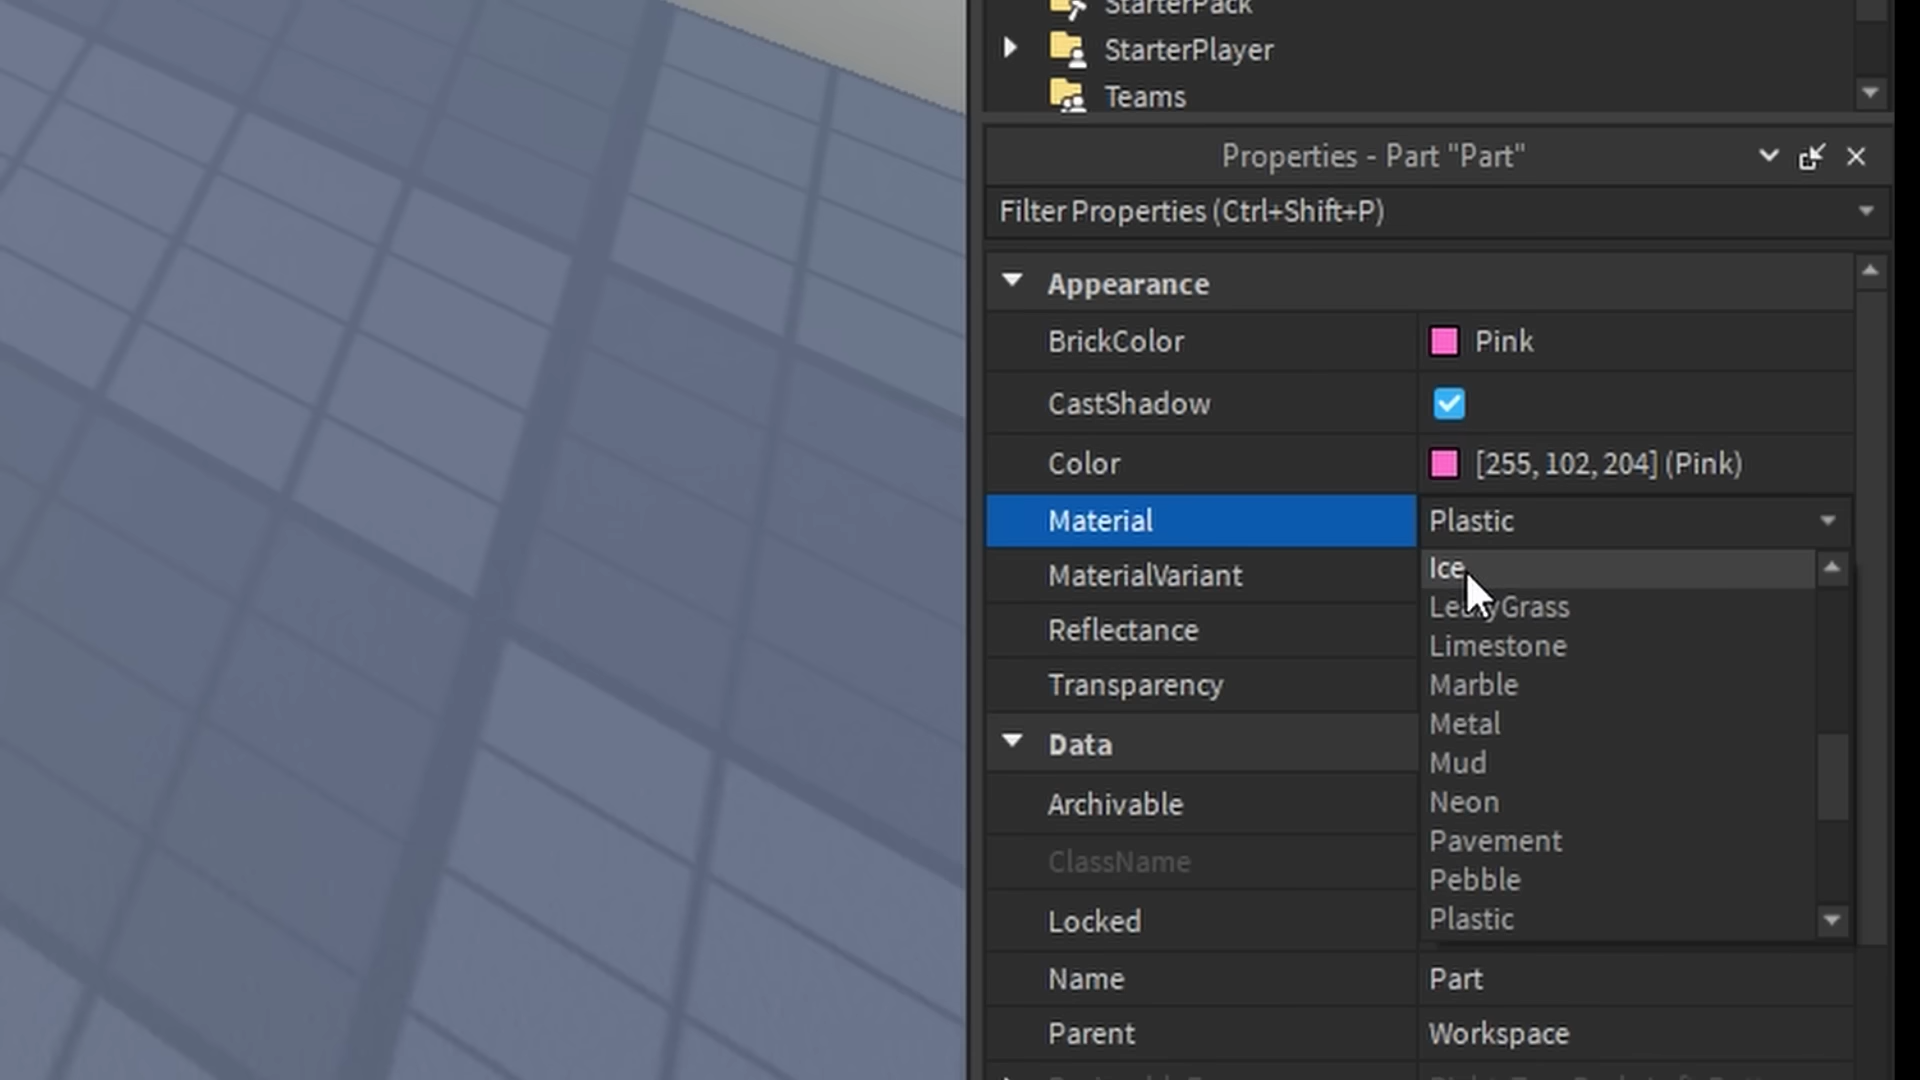 StarterPack
StarterPlayer
Teams
Properties - Part "Part"
Filter Properties (Ctrl+Shift+P)
Appearance
BrickColor Pink
CastShadow
Color [255, 102, 204] (Pink)
Material Plastic
Ice
MaterialVariant
LeafyGrass
Reflectance
Limestone
Transparency
Marble
Metal
Data
Mud
Archivable
Neon
Pavement
ClassName
Pebble
Locked
Plastic
Name Part
Parent Workspace